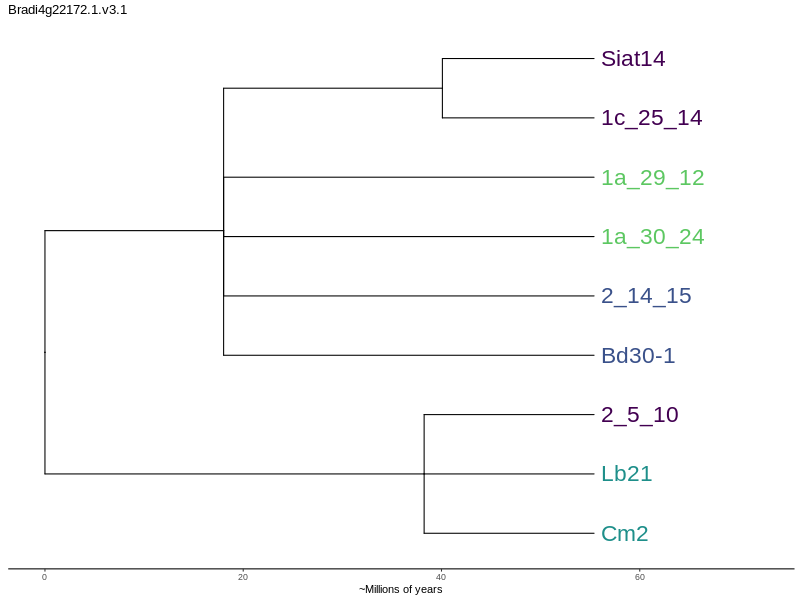 Bradi4g22172.1.v3.1
Siat14
1c_25_14
1a_29_12
1a_30_24
2_14_15
Bd30-1
2_5_10
Lb21
Cm2
0 20 40 60
~Millions of years